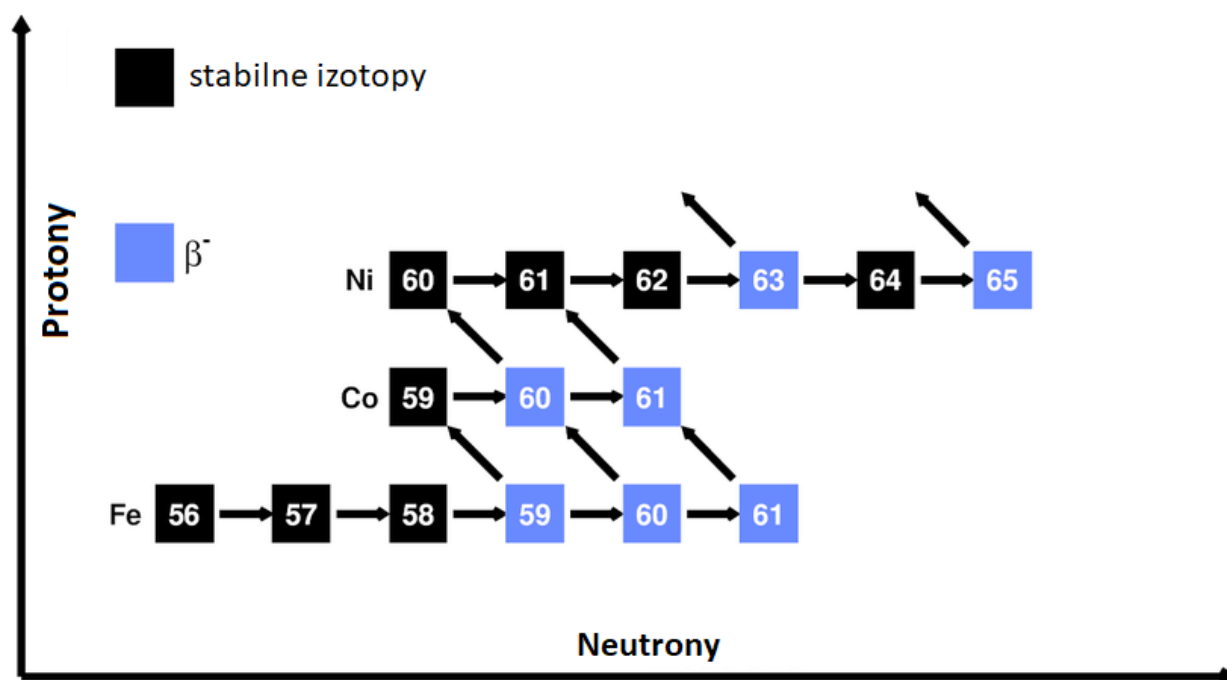 stabilne izotopy
β-
Protony
Ni 60 61 62 63 64 65
Co 59 60 61
Fe 56 57 58 59 60 61
Neutrony